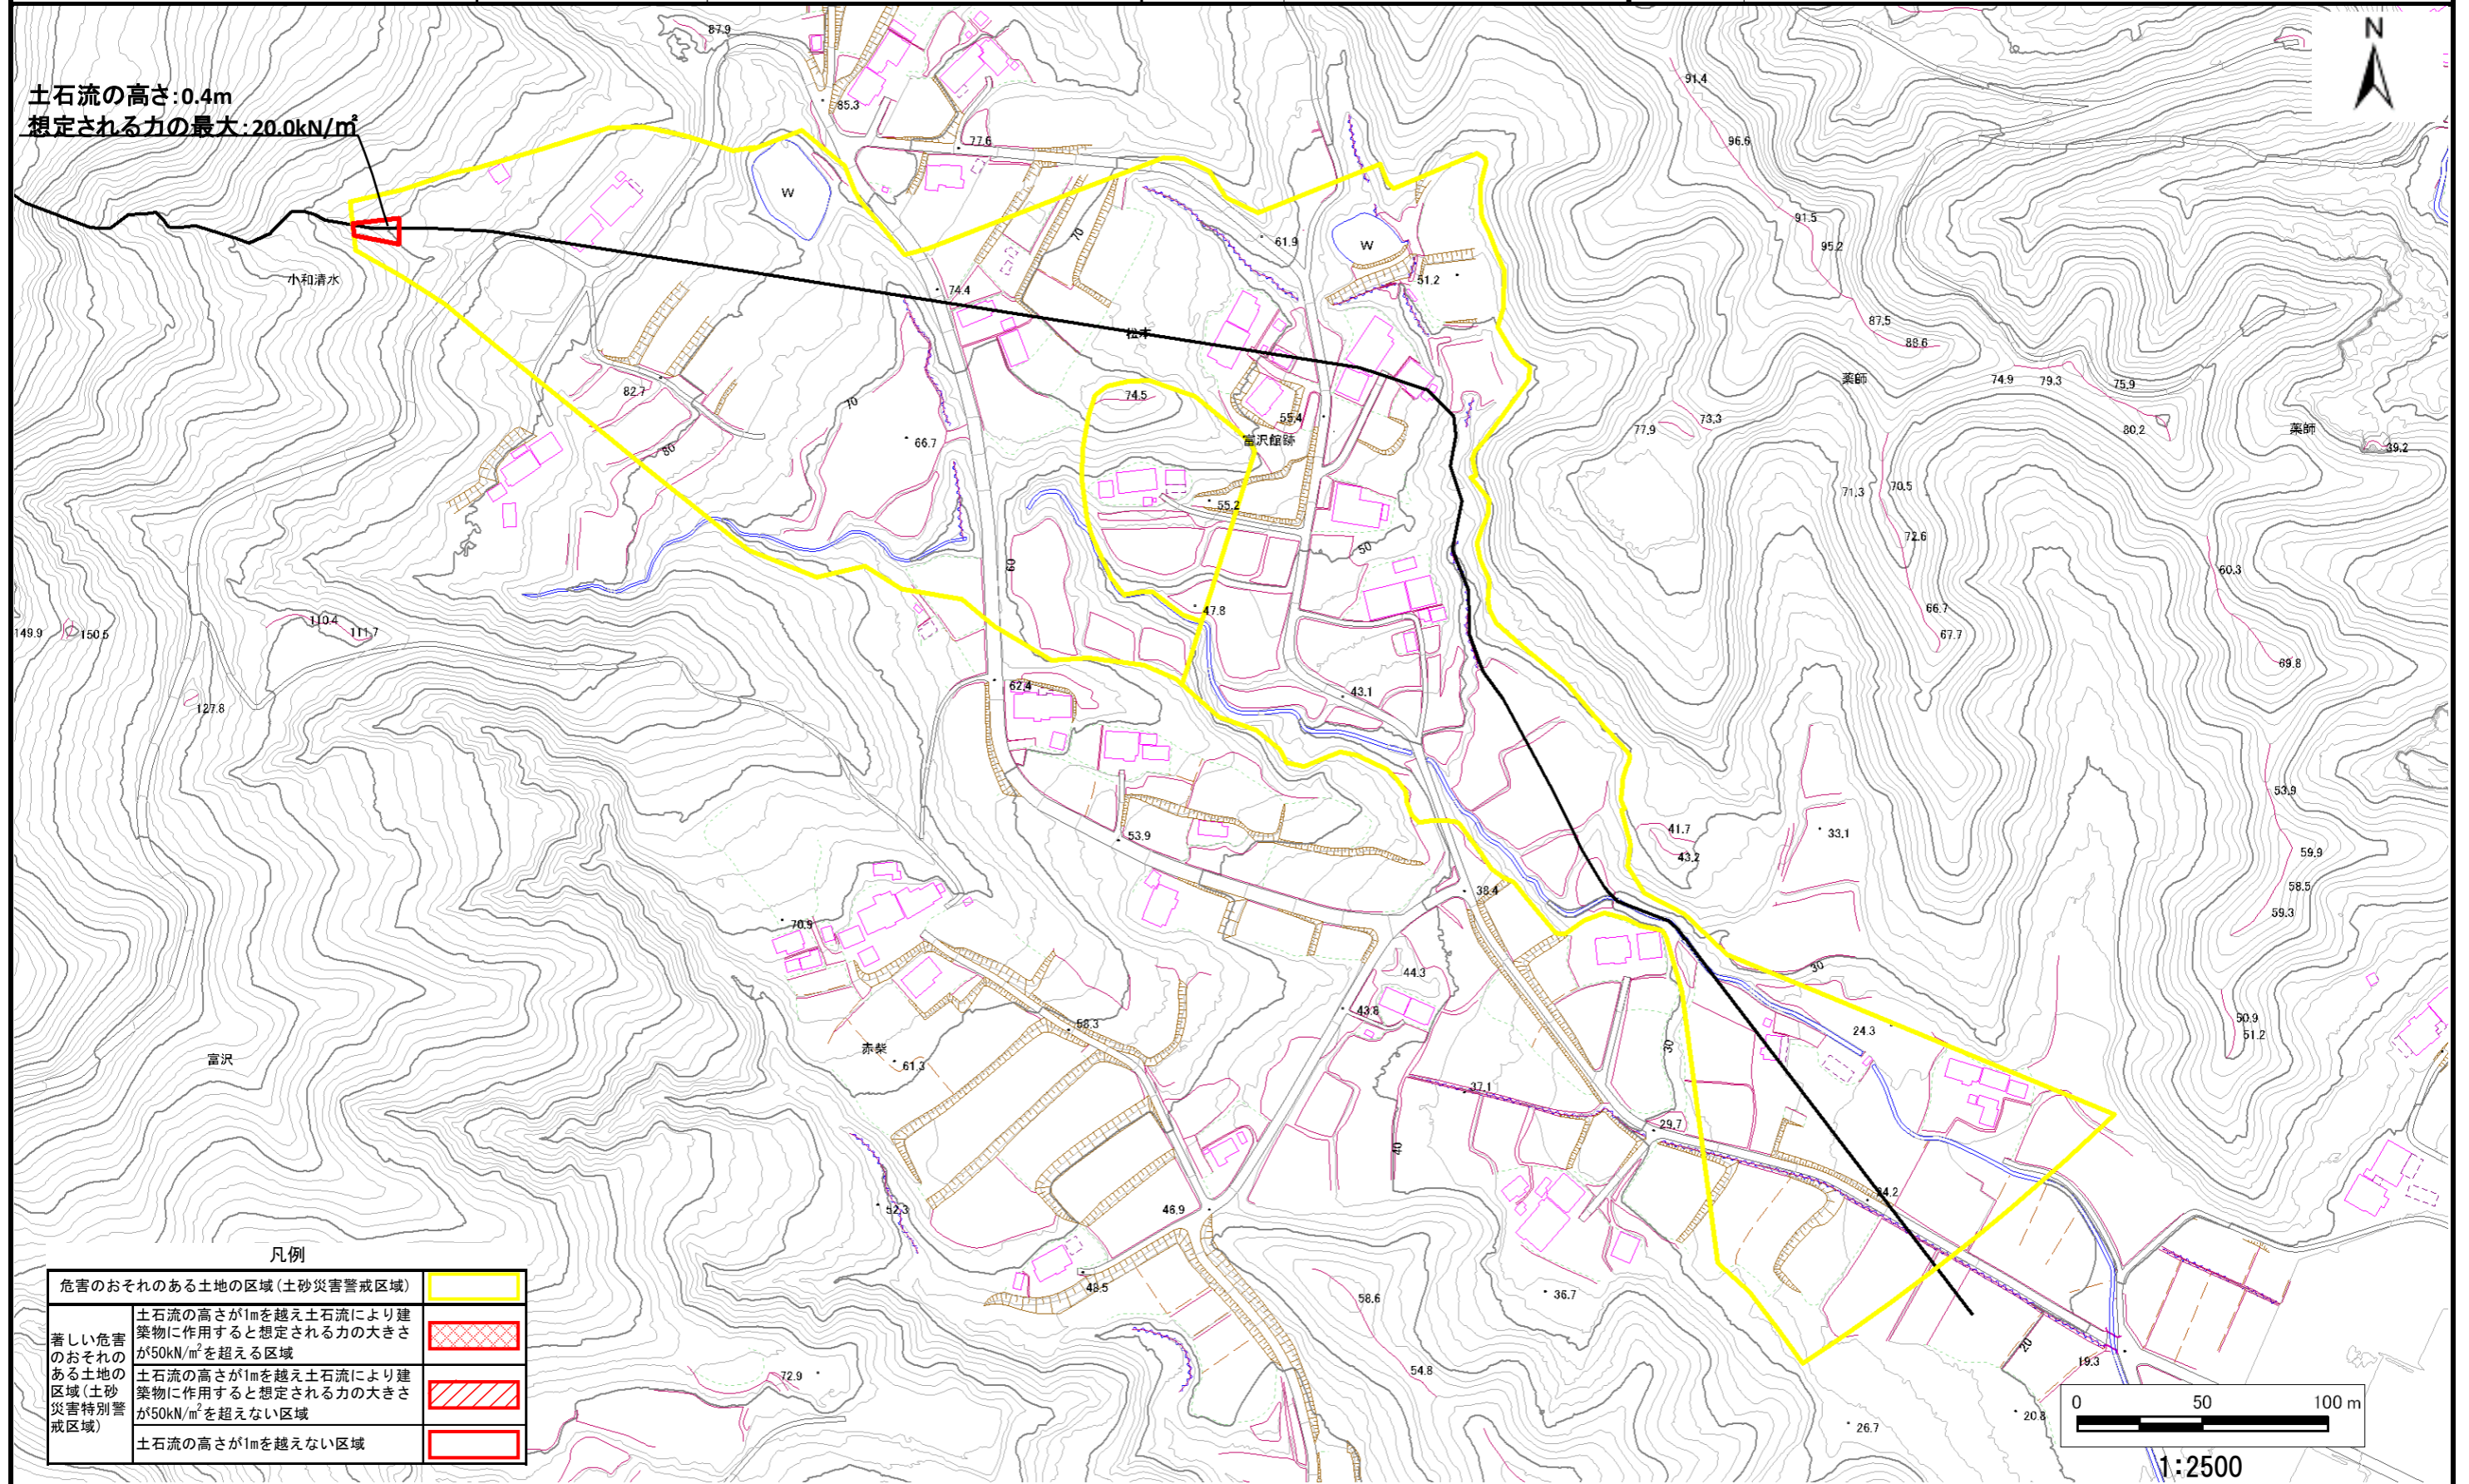 N
土石流の高さ:0.4m
想定される力の最大:20.0kN/㎡
87.9
85.3
77.6
W
小和清水
74.4
70
61.9
W
51.2
91.4
96.6
91.5
95.2
87.5
88.6
薬師
74.9
79.3
75.9
80.2
薬師
39.2
松本
82.7
70
74.5
55.4
富沢館跡
77.9
73.3
80
66.7
55.2
50
71.3
70.5
72.6
60
47.8
60.3
66.7
67.7
149.9
150.5
110.4
111.7
69.8
127.8
62.4
43.1
53.9
53.9
41.7
43.2
33.1
59.9
58.5
59.3
38.4
70.9
44.3
30
43.8
24.3
50.9
51.2
58.3
赤柴
61.3
富沢
30
37.1
40
29.7
24.2
52.3
46.9
48.5
58.6
36.7
54.8
72.9
20
19.3
20.8
26.7
凡例
危害のおそれのある土地の区域(土砂災害警戒区域)
著しい危害
のおそれの
ある土地の
区域(土砂
災害特別警
戒区域)
土石流の高さが1mを越え土石流により建
築物に作用すると想定される力の大きさ
が50kN/m²を超える区域
土石流の高さが1mを越え土石流により建
築物に作用すると想定される力の大きさ
が50kN/m²を超えない区域
土石流の高さが1mを越えない区域
0 50 100 m
1:2500